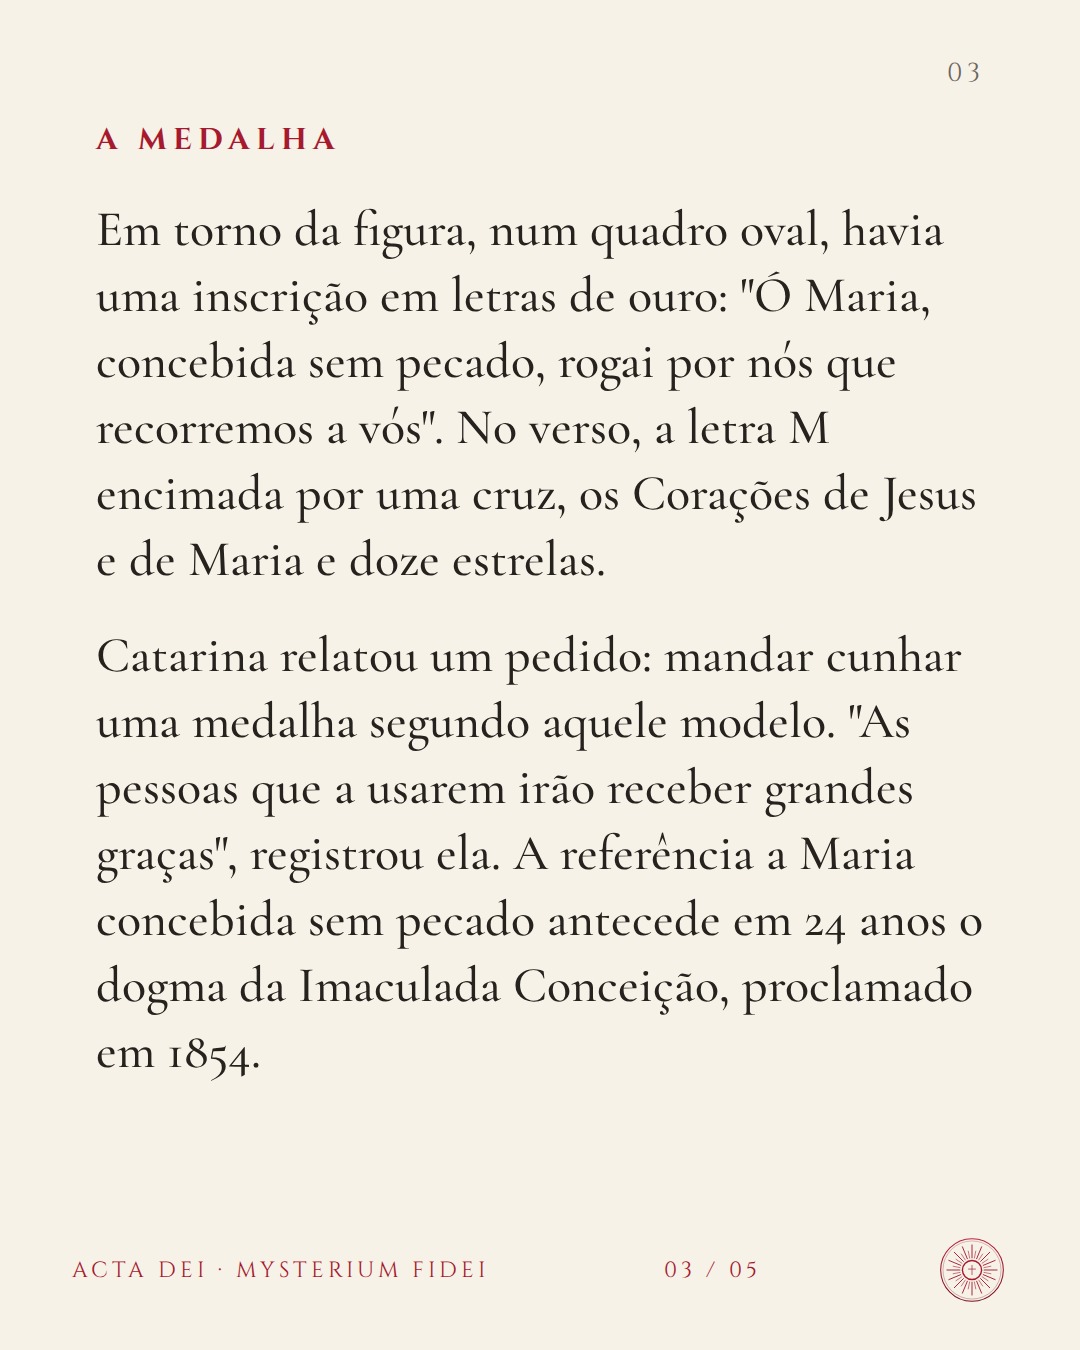 03
A MEDALHA
Em torno da figura, num quadro oval, havia
uma inscrição em letras de ouro: "Ó Maria,
concebida sem pecado, rogai por nós que
recorremos a vós". No verso, a letra M
encimada por uma cruz, os Corações de Jesus
e de Maria e doze estrelas.
Catarina relatou um pedido: mandar cunhar
uma medalha segundo aquele modelo. "As
pessoas que a usarem irão receber grandes
graças", registrou ela. A referência a Maria
concebida sem pecado antecede em 24 anos o
dogma da Imaculada Conceição, proclamado
em 1854.
ACTA DEI · MYSTERIUM FIDEI
03 / 05